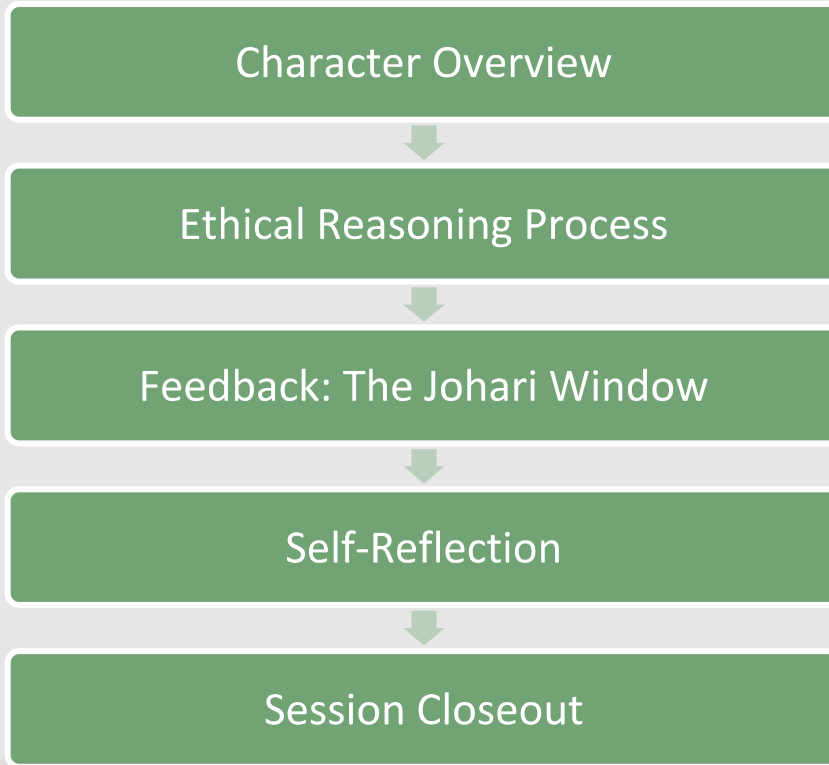 Character Overview
Ethical Reasoning Process
Feedback: The Johari Window
Self-Reflection
Session Closeout